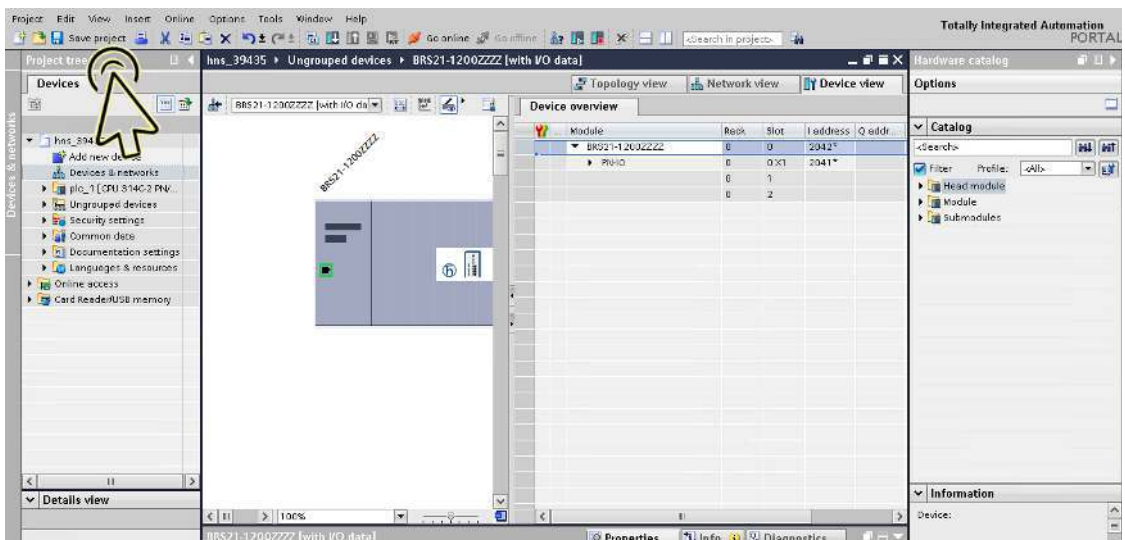 Project Edit View Insert Online Options Tools Window Help
Totally Integrated Automation
PORTAL
Save project
Go online
Go offline
<Search in project>
Project tree
hns_39435 ▸ Ungrouped devices ▸ BRS21-1200ZZZZ [with I/O data]
Hardware catalog
Devices
Topology view
Network view
Device view
Options
BRS21-1200ZZZZ [with I/O da
Device overview
Module Rack Slot I address Q addr
BRS21-1200ZZZZ 0 0 2042*
PN-IO 0 0 X1 2041*
0 1
0 2
Catalog
<Search>
Filter Profile: <All>
Head module
Module
Submodules
Devices & networks
Add new
Devices & networks
plc_1 [CPU 314C-2 PN/...
Ungrouped devices
Security settings
Common data
Documentation settings
Languages & resources
Online access
Card Reader/USB memory
BRS21-1200ZZZZ
Details view
100%
Information
Device:
BRS21-1200ZZZZ [with I/O data]
Properties
Info
Diagnostics